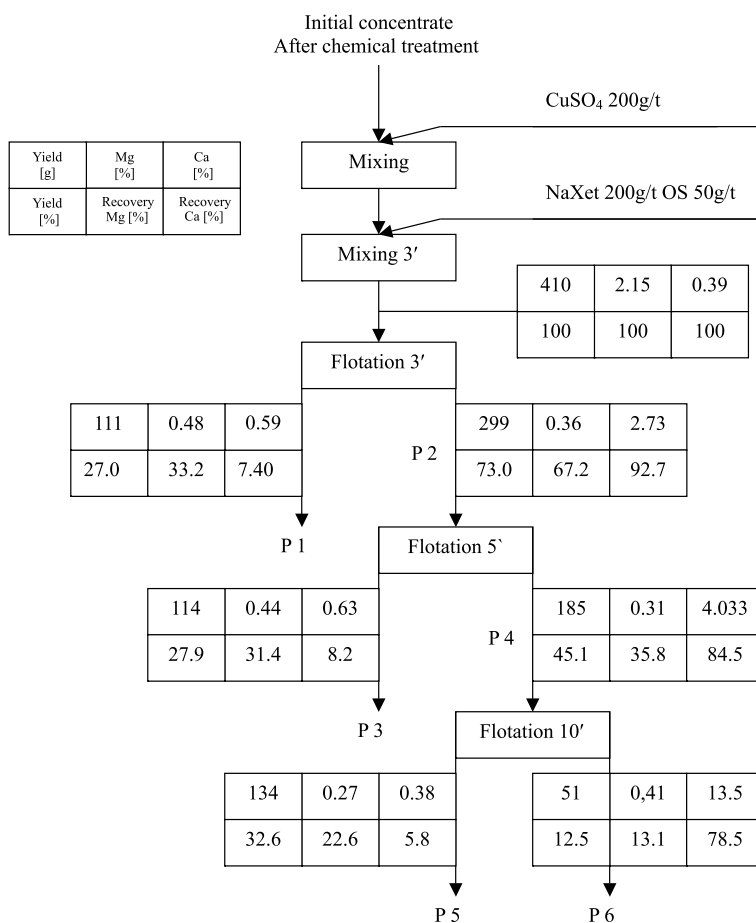 Initial concentrate
After chemical treatment
CuSO₄ 200g/t
Yield
[g]
Mg
[%]
Ca
[%]
Yield
[%]
Recovery
Mg [%]
Recovery
Ca [%]
Mixing
NaXet 200g/t OS 50g/t
Mixing 3′
410 2.15 0.39
100 100 100
Flotation 3′
111 0.48 0.59
27.0 33.2 7.40
P 2
299 0.36 2.73
73.0 67.2 92.7
P 1
Flotation 5`
114 0.44 0.63
27.9 31.4 8.2
P 4
185 0.31 4.033
45.1 35.8 84.5
P 3
Flotation 10′
134 0.27 0.38
32.6 22.6 5.8
51 0,41 13.5
12.5 13.1 78.5
P 5
P 6